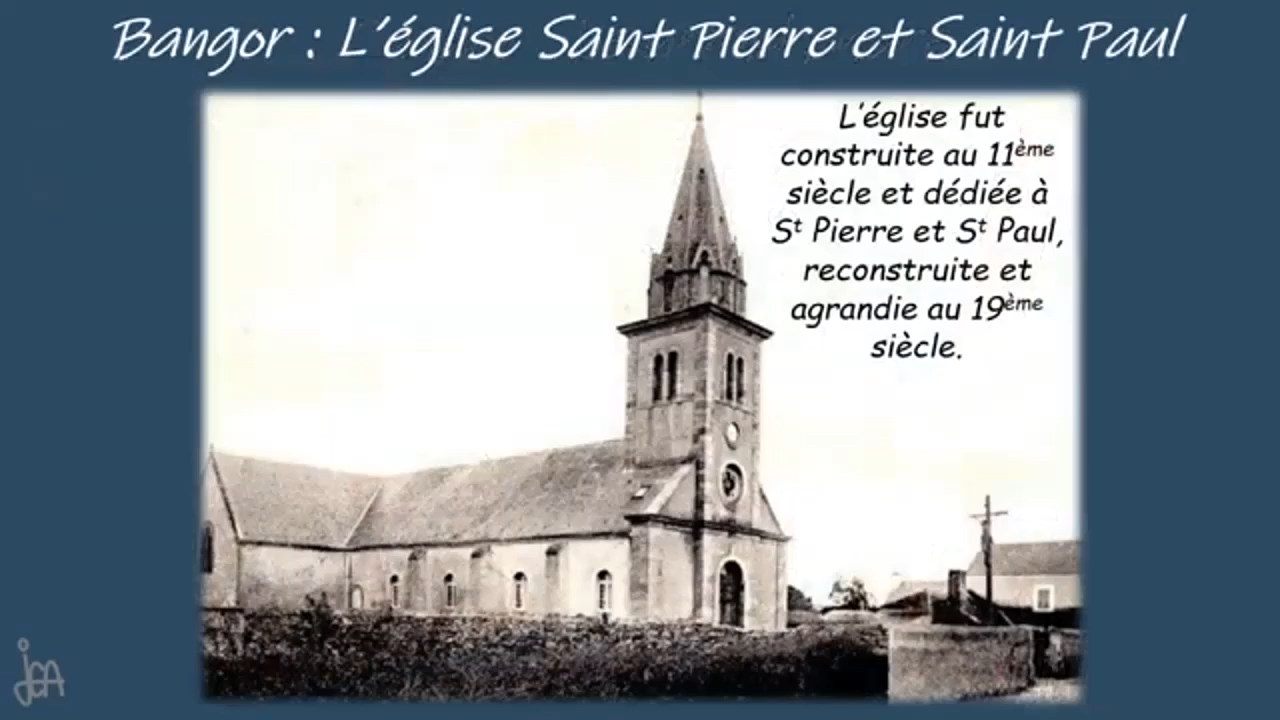 Bangor : L'église Saint Pierre et Saint Paul
L'église fut
construite au 11ème
siècle et dédiée à
St Pierre et St Paul,
reconstruite et
agrandie au 19ème
siècle.